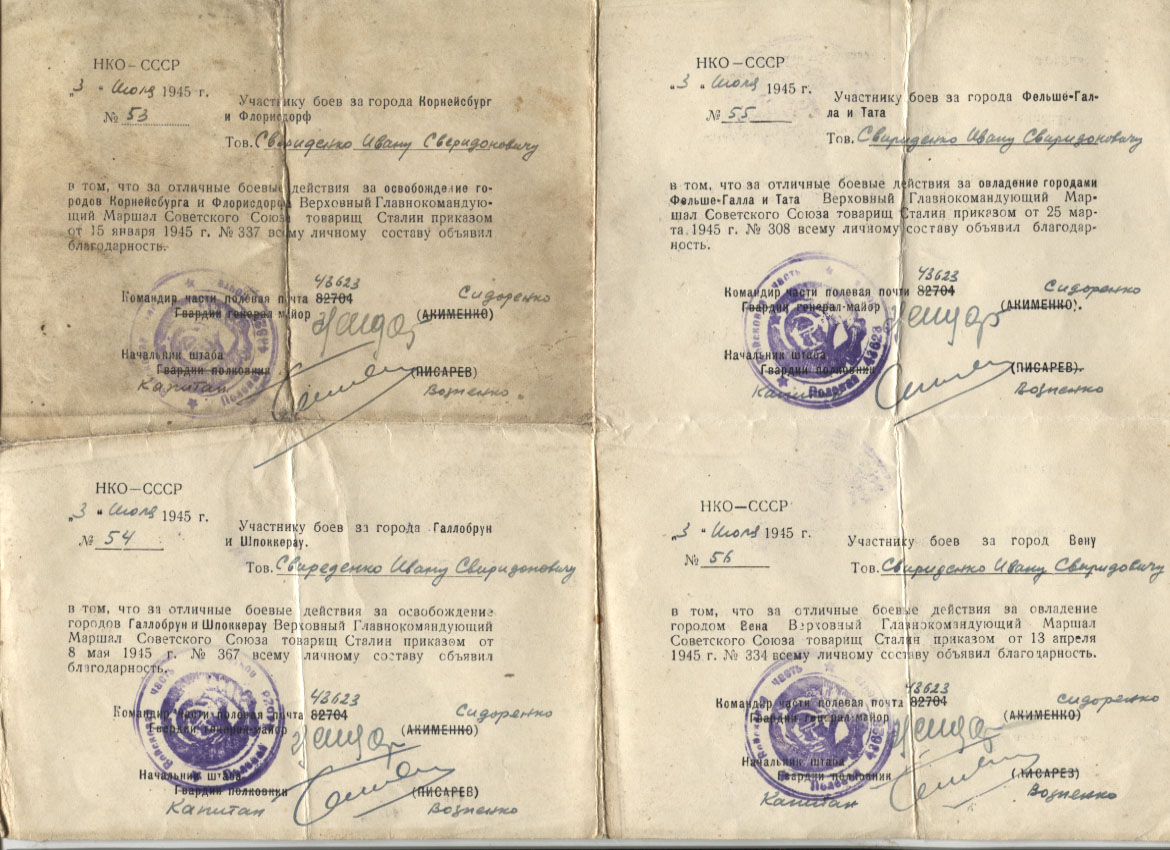 НКО—СССР
„3 " Июля 1945 г.
№ 53
Участнику боев за города Корнейсбург
и Флорисдорф
Тов. Свириденко Ивану Сверидоновичу
в том, что за отличные боевые действия за освобождение го-
родов Корнейсбурга и Флорисдорф Верховный Главнокомандую-
щий Маршал Советского Союза товарищ Сталин приказом
от 15 января 1945 г. № 337 всему личному составу объявил
благодарность.
43623
Командир части полевая почта 82704 Сидоренко
Гвардии генерал-майор (АКИМЕНКО)
Начальник штаба
Гвардии полковник (ПИСАРЕВ)
Капитан Возненко
НКО—СССР
„3 " Июля 1945 г.
№ 55
Участнику боев за города Фельше-Гал-
ла и Тата
Тов. Свириденко Ивану Свиридоновичу
в том, что за отличные боевые действия за овладение городами
Фельше-Галла и Тата Верховный Главнокомандующий Мар-
шал Советского Союза товарищ Сталин приказом от 25 мар-
та 1945 г. № 308 всему личному составу объявил благодар-
ность.
43623
Командир части полевая почти 82704 Сидоренко
Гвардии генерал-майор (АКИМЕНКО).
Начальник штаба
Гвардии полковник (ПИСАРЕВ).
Капитан Возненко
Войсковая часть Полевая 43623
НКО—СССР
„3 " Июля 1945 г.
№ 54
Участнику боев за города Галлобрун
и Шпоккерау.
Тов. Свиреденко Ивану Свиридоновичу
в том, что за отличные боевые действия за освобождение
городов Галлобрун и Шпоккерау Верховный Главнокомандующий
Маршал Советского Союза товарищ Сталин приказом от
8 мая 1945 г. № 367 всему личному составу объявил
благодарность.
43623
Командир части полевая почта 82704 Сидоренко
Гвардии генерал-майор (АКИМЕНКО)
Начальник штаба
Гвардии полковник (ПИСАРЕВ)
Капитан Возненко
НКО—СССР
„3 " Июля 1945 г.
№ 56
Участнику боев за город Вену
Тов. Свириденко Ивану Свиридовичу
в том, что за отличные боевые действия за овладение
городом Вена Верховный Главнокомандующий Маршал
Советского Союза товарищ Сталин приказом от 13 апреля
1945 г. № 334 всему личному составу объявил благодарность.
43623
Командир части полевая почта 82704 Сидоренко
Гвардии генерал-майор (АКИМЕНКО)
Начальник штаба
Гвардии полковник (ПИСАРЕЗ)
Капитан Возненко